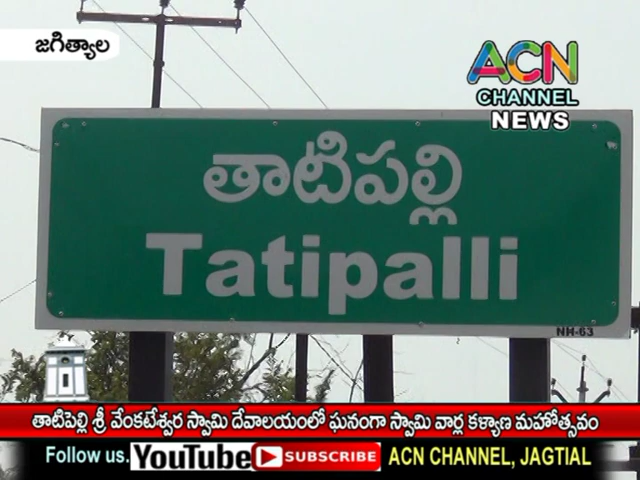 జగిత్యాల
ACN
CHANNEL
NEWS
తాటిపల్లి
Tatipalli
NH-63
తాటిపెల్లి శ్రీ వేంకటేశ్వర స్వామి దేవాలయంలో ఘనంగా స్వామి వార్ల కళ్యాణ మహోత్సవం
Follow us. YouTube SUBSCRIBE ACN CHANNEL, JAGTIAL